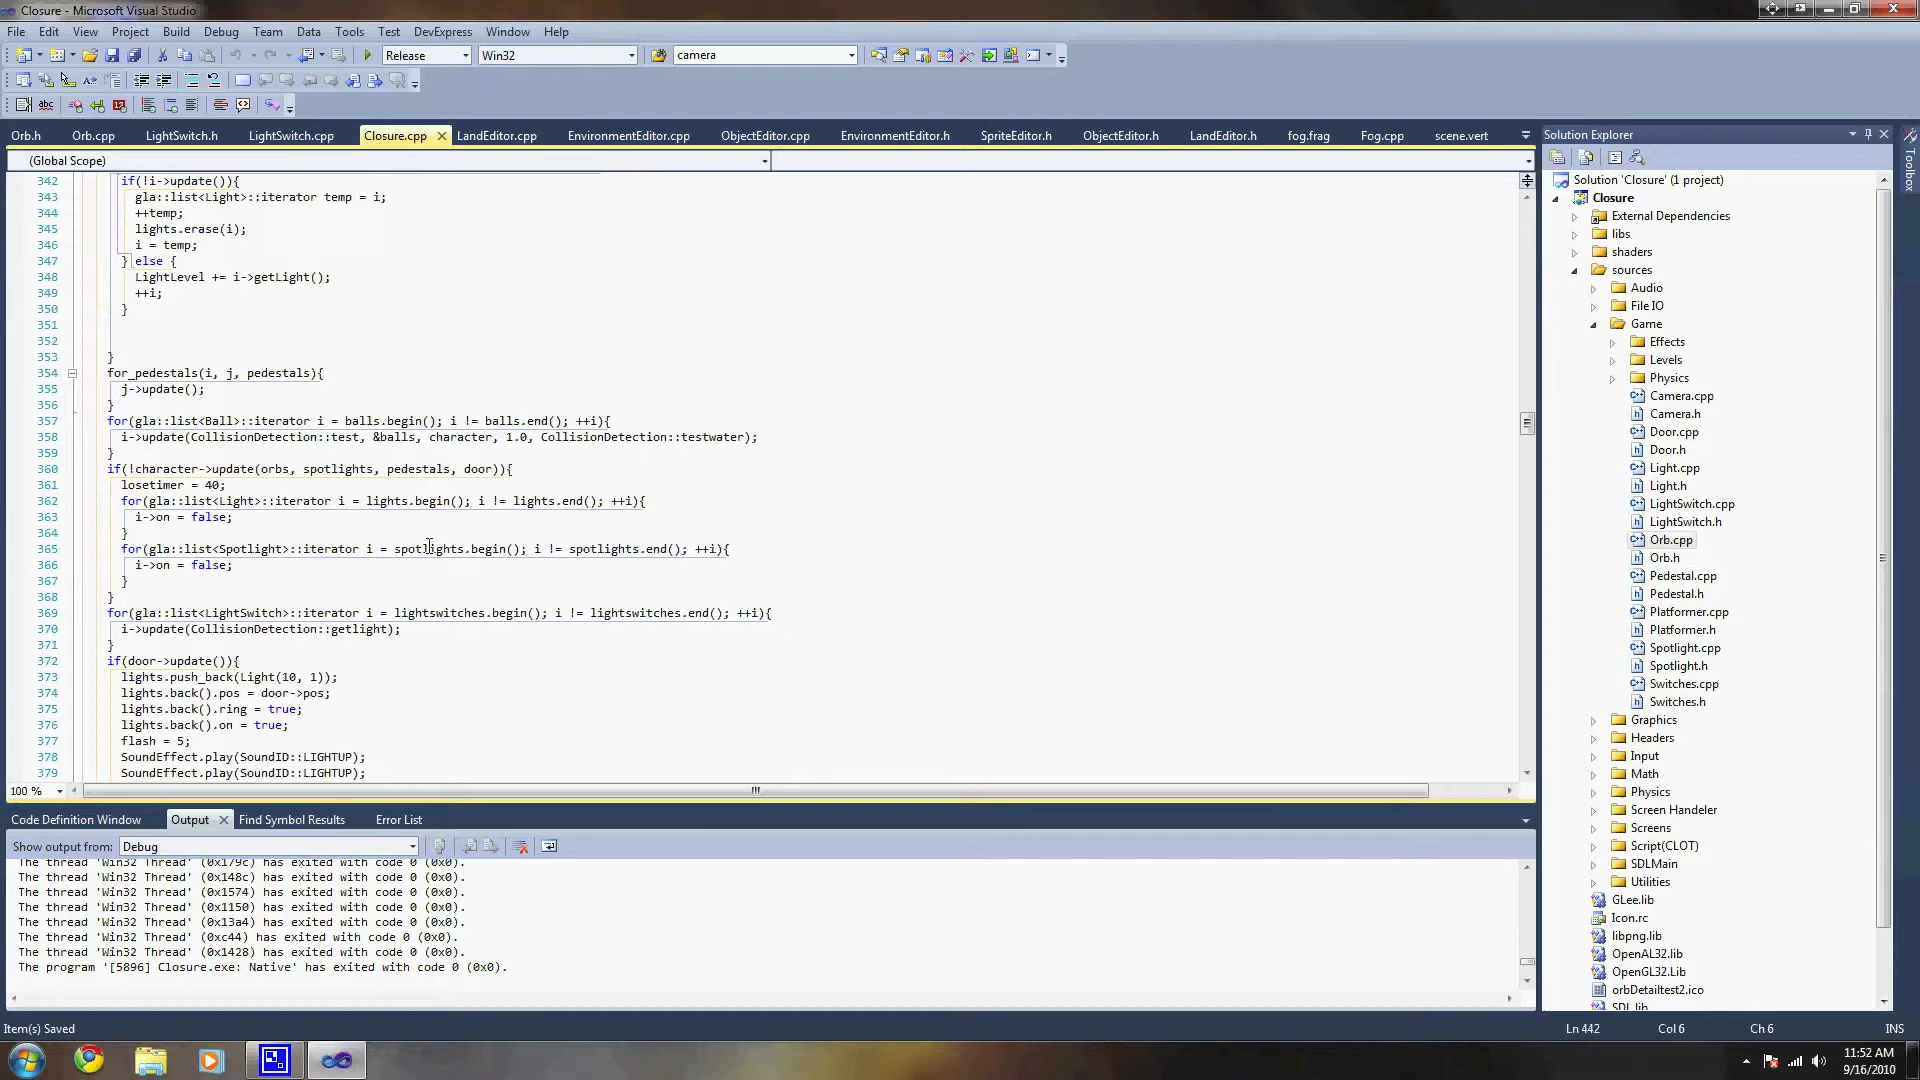 Closure - Microsoft Visual Studio
File Edit View Project Build Debug Team Data Tools Test DevExpress Window Help
Release Win32 camera
Orb.h Orb.cpp LightSwitch.h LightSwitch.cpp Closure.cpp LandEditor.cpp EnvironmentEditor.cpp ObjectEditor.cpp EnvironmentEditor.h SpriteEditor.h ObjectEditor.h LandEditor.h fog.frag Fog.cpp scene.vert
(Global Scope)
342 if(!i->update()){
343 gla::list<Light>::iterator temp = i;
344 ++temp;
345 lights.erase(i);
346 i = temp;
347 } else {
348 LightLevel += i->getLight();
349 ++i;
350 }
351
352
353 }
354 for_pedestals(i, j, pedestals){
355 j->update();
356 }
357 for(gla::list<Ball>::iterator i = balls.begin(); i != balls.end(); ++i){
358 i->update(CollisionDetection::test, &balls, character, 1.0, CollisionDetection::testwater);
359 }
360 if(!character->update(orbs, spotlights, pedestals, door)){
361 losetimer = 40;
362 for(gla::list<Light>::iterator i = lights.begin(); i != lights.end(); ++i){
363 i->on = false;
364 }
365 for(gla::list<Spotlight>::iterator i = spotlights.begin(); i != spotlights.end(); ++i){
366 i->on = false;
367 }
368 }
369 for(gla::list<LightSwitch>::iterator i = lightswitches.begin(); i != lightswitches.end(); ++i){
370 i->update(CollisionDetection::getlight);
371 }
372 if(door->update()){
373 lights.push_back(Light(10, 1));
374 lights.back().pos = door->pos;
375 lights.back().ring = true;
376 lights.back().on = true;
377 flash = 5;
378 SoundEffect.play(SoundID::LIGHTUP);
379 SoundEffect.play(SoundID::LIGHTUP);
100 %
Code Definition Window Output Find Symbol Results Error List
Show output from: Debug
The thread 'Win32 Thread' (0x179c) has exited with code 0 (0x0).
The thread 'Win32 Thread' (0x148c) has exited with code 0 (0x0).
The thread 'Win32 Thread' (0x1574) has exited with code 0 (0x0).
The thread 'Win32 Thread' (0x1150) has exited with code 0 (0x0).
The thread 'Win32 Thread' (0x13a4) has exited with code 0 (0x0).
The thread 'Win32 Thread' (0xc44) has exited with code 0 (0x0).
The thread 'Win32 Thread' (0x1428) has exited with code 0 (0x0).
The program '[5896] Closure.exe: Native' has exited with code 0 (0x0).
Solution Explorer
Solution 'Closure' (1 project)
Closure
External Dependencies
libs
shaders
sources
Audio
File IO
Game
Effects
Levels
Physics
Camera.cpp
Camera.h
Door.cpp
Door.h
Light.cpp
Light.h
LightSwitch.cpp
LightSwitch.h
Orb.cpp
Orb.h
Pedestal.cpp
Pedestal.h
Platformer.cpp
Platformer.h
Spotlight.cpp
Spotlight.h
Switches.cpp
Switches.h
Graphics
Headers
Input
Math
Physics
Screen Handeler
Screens
Script(CLOT)
SDLMain
Utilities
GLee.lib
Icon.rc
libpng.lib
OpenAL32.lib
OpenGL32.Lib
orbDetailtest2.ico
SDL.lib
Toolbox
Item(s) Saved Ln 442 Col 6 Ch 6 INS
11:52 AM
9/16/2010